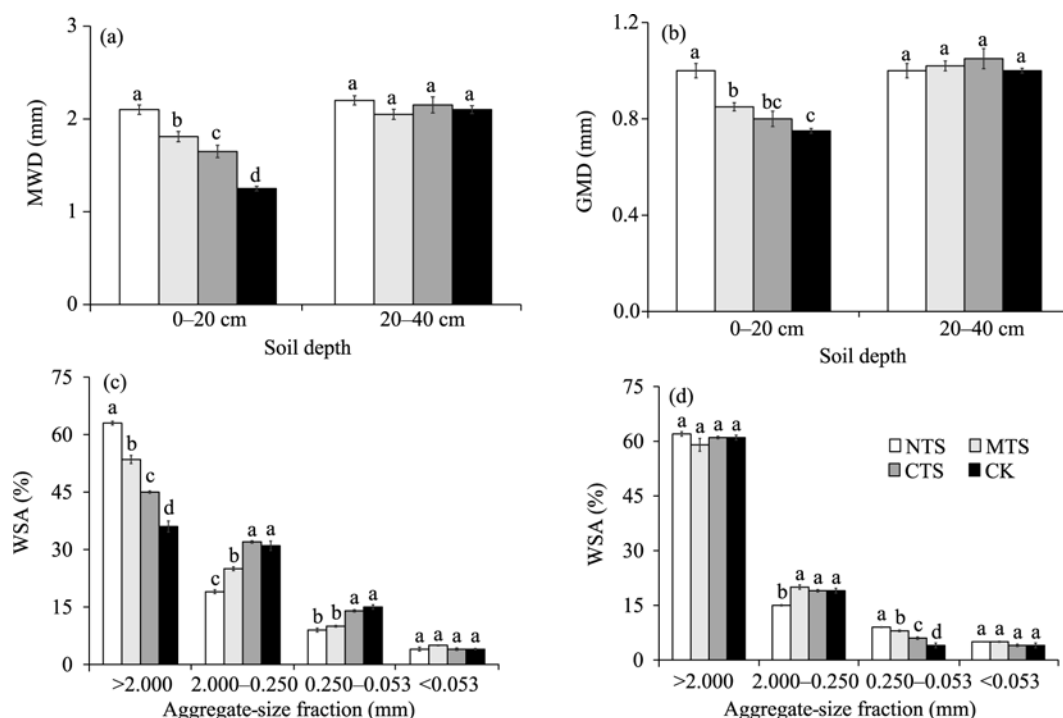 (a)
3
2
1
0
MWD (mm)
a
b
c
d
a
a
a
a
0–20 cm
20–40 cm
Soil depth
(b)
1.2
0.8
0.4
0.0
GMD (mm)
a
b
bc
c
a
a
a
a
0–20 cm
20–40 cm
Soil depth
(c)
75
60
45
30
15
0
WSA (%)
a
b
c
d
c
b
a
a
b
b
a
a
a
a
a
a
>2.000
2.000–0.250
0.250–0.053
<0.053
Aggregate-size fraction (mm)
(d)
75
60
45
30
15
0
WSA (%)
a
a
a
a
b
a
a
a
a
b
c
d
a
a
a
a
NTS
MTS
CTS
CK
>2.000
2.000–0.250
0.250–0.053
<0.053
Aggregate-size fraction (mm)